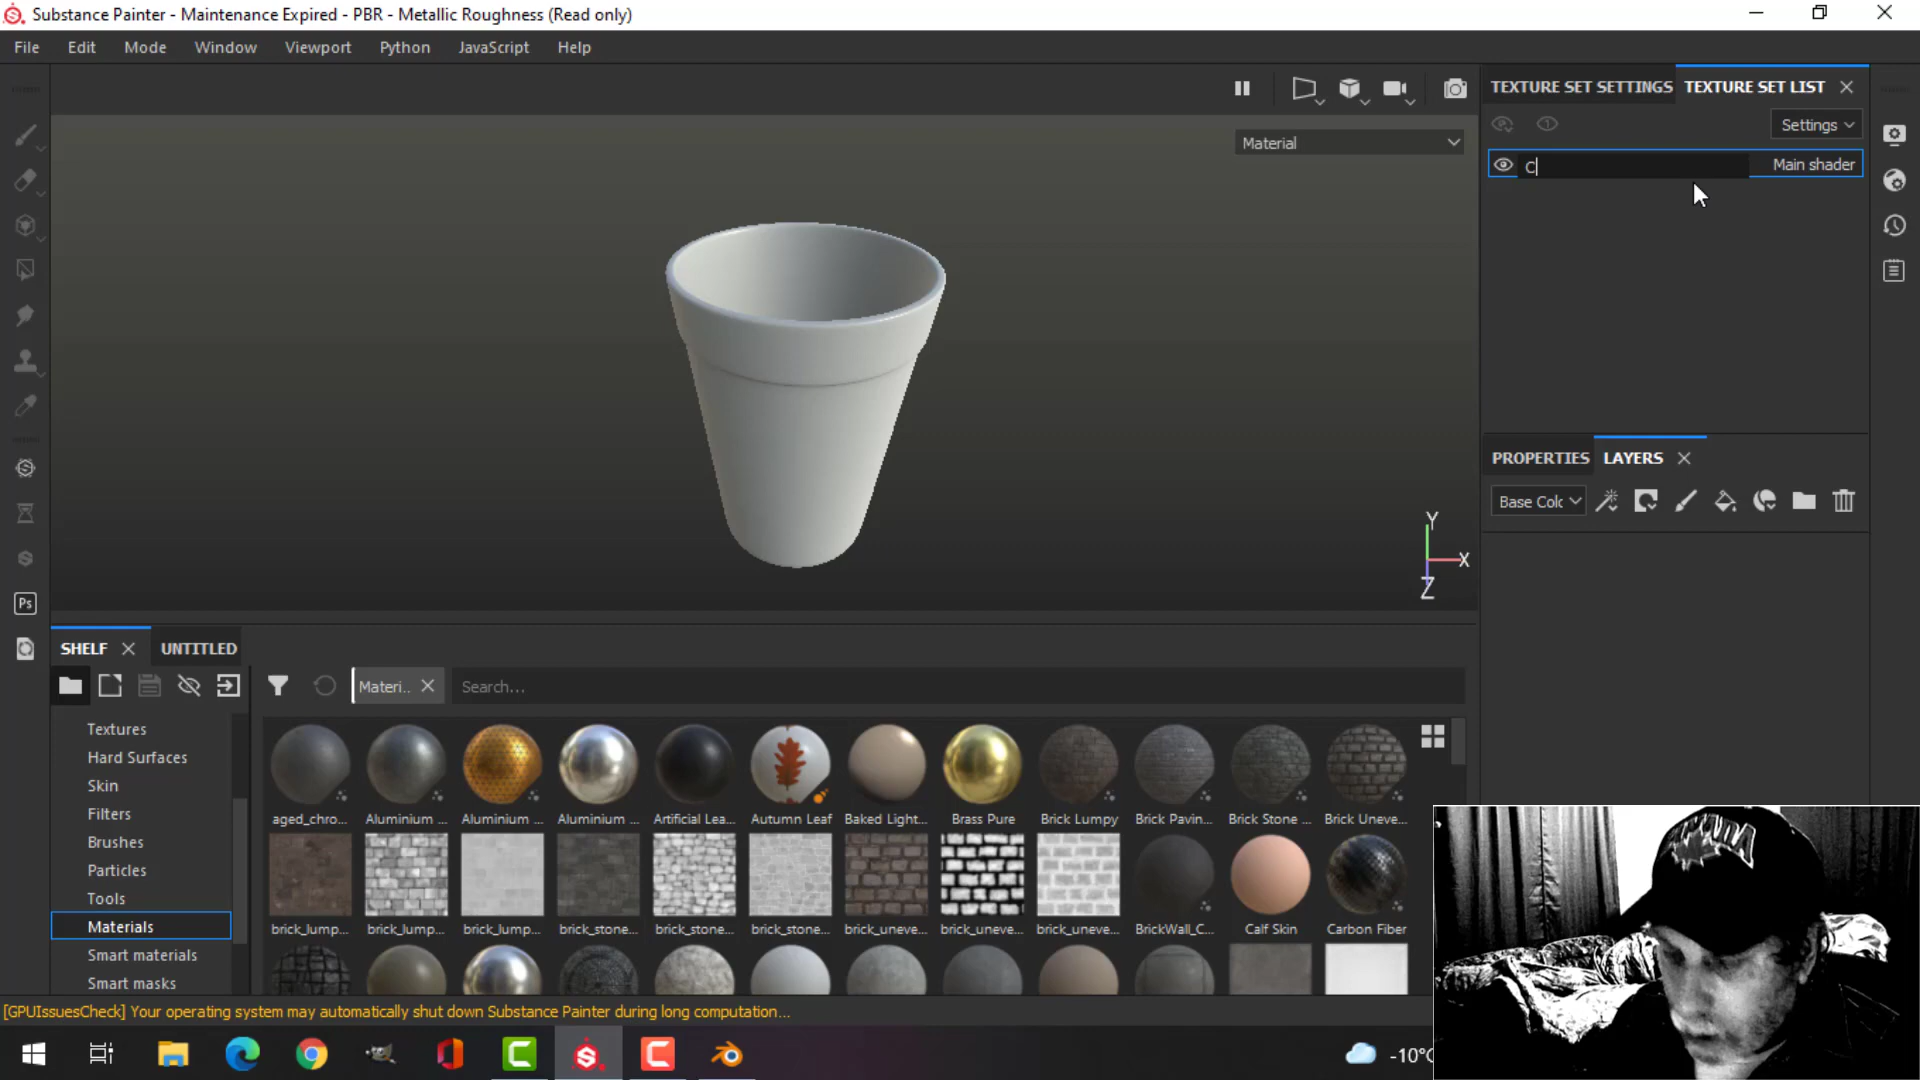 Substance Painter - Maintenance Expired - PBR - Metallic Roughness (Read only)
File Edit Mode Window Viewport Python JavaScript Help
TEXTURE SET SETTINGS TEXTURE SET LIST
Settings
Material
C Main shader
PROPERTIES LAYERS
Base Colc
Y
X
Z
Ps
SHELF UNTITLED
Materi.. Search...
Textures
Hard Surfaces
Skin
Filters
Brushes
Particles
Tools
Materials
Smart materials
Smart masks
aged_chro... Aluminium ... Aluminium ... Aluminium ... Artificial Lea... Autumn Leaf Baked Light... Brass Pure Brick Lumpy Brick Pavin... Brick Stone ... Brick Uneve...
brick_lump... brick_lump... brick_lump... brick_stone... brick_stone... brick_stone... brick_uneve... brick_uneve... brick_uneve... BrickWall_C... Calf Skin Carbon Fiber
[GPUIssuesCheck] Your operating system may automatically shut down Substance Painter during long computation...
-10°C